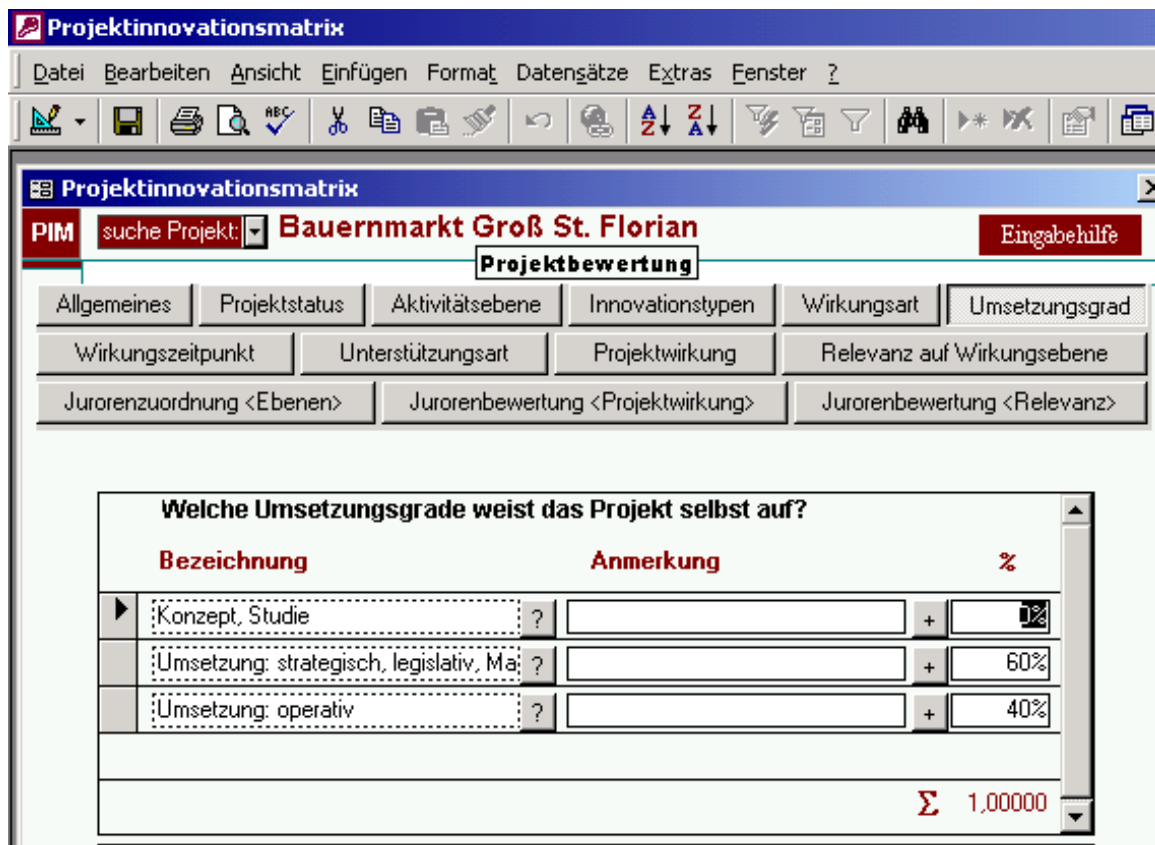 Projektinnovationsmatrix
Datei Bearbeiten Ansicht Einfügen Format Datensätze Extras Fenster ?
ABC A Z Z A
Projektinnovationsmatrix
PIM suche Projekt: Bauernmarkt Groß St. Florian Eingabehilfe
Projektbewertung
Allgemeines Projektstatus Aktivitätsebene Innovationstypen Wirkungsart Umsetzungsgrad
Wirkungszeitpunkt Unterstützungsart Projektwirkung Relevanz auf Wirkungsebene
Jurorenzuordnung <Ebenen> Jurorenbewertung <Projektwirkung> Jurorenbewertung <Relevanz>
Welche Umsetzungsgrade weist das Projekt selbst auf?
Bezeichnung Anmerkung %
Konzept, Studie ? + 0%
Umsetzung: strategisch, legislativ, Ma ? + 60%
Umsetzung: operativ ? + 40%
Σ 1,00000